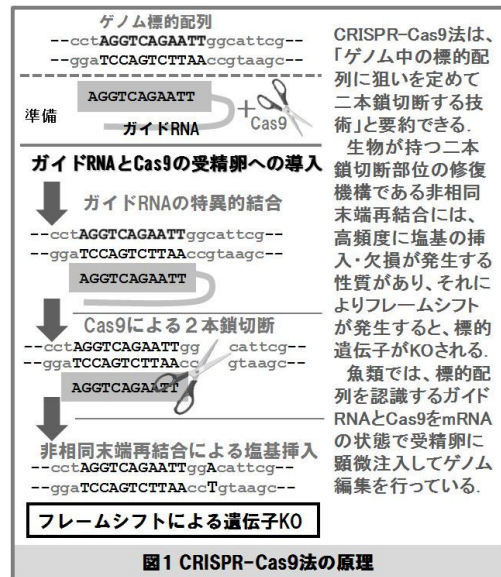 ゲノム標的配列
--cctAGGTCAGAATTggcattcg--
--ggaTCCAGTCTTAAccgtaagc--
準備
AGGTCAGAATT
ガイドRNA
+
Cas9
ガイドRNAとCas9の受精卵への導入
ガイドRNAの特異的結合
--cctAGGTCAGAATTggcattcg--
--ggaTCCAGTCTTAAccgtaagc--
AGGTCAGAATT
Cas9による2本鎖切断
--cctAGGTCAGAATTgg cattcg--
--ggaTCCAGTCTTAAcc gtaagc--
AGGTCAGAATT
非相同末端再結合による塩基挿入
--cctAGGTCAGAATTggAcattcg--
--ggaTCCAGTCTTAAccTgtaagc--
フレームシフトによる遺伝子KO
CRISPR-Cas9法は、
「ゲノム中の標的配
列に狙いを定めて
二本鎖切断する技
術」と要約できる.
生物が持つ二本
鎖切断部位の修復
機構である非相同
末端再結合には、
高頻度に塩基の挿
入・欠損が発生する
性質があり、それに
よりフレームシフト
が発生すると、標的
遺伝子がKOされる.
魚類では、標的配
列を認識するガイド
RNAとCas9をmRNA
の状態で受精卵に
顕微注入してゲノム
編集を行っている.
図1 CRISPR-Cas9法の原理